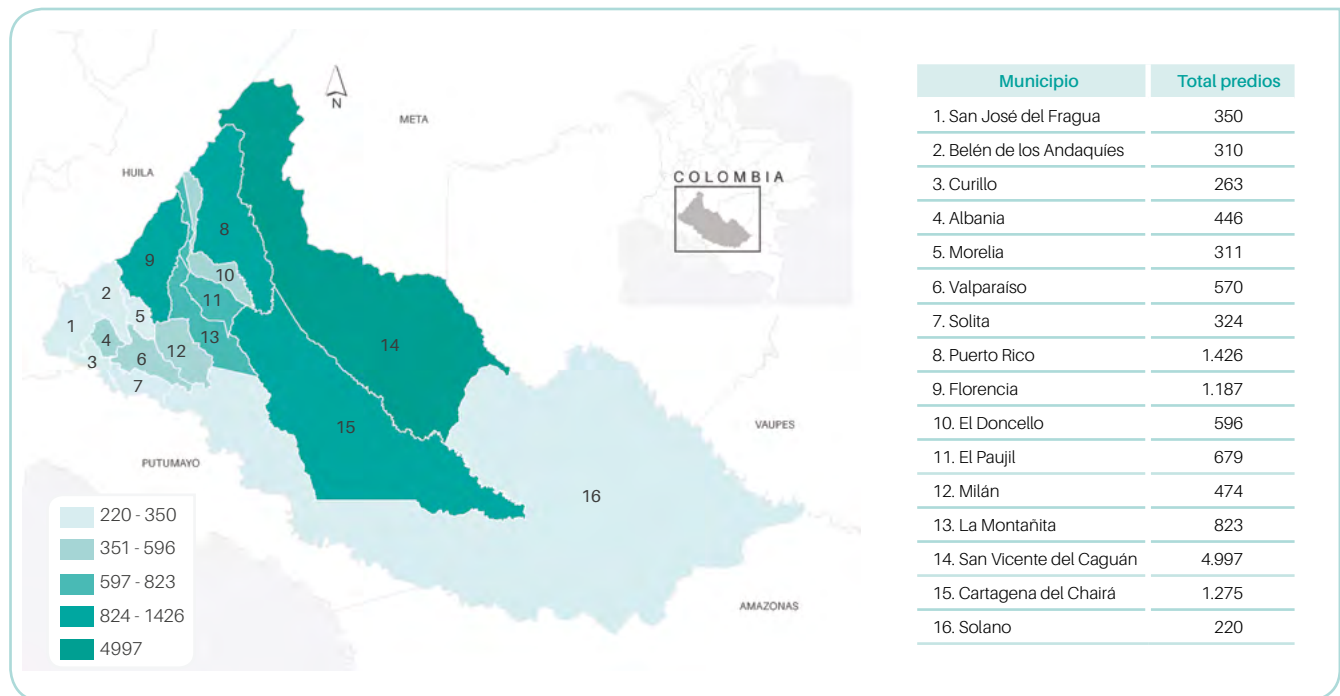 N
META
HUILA
COLOMBIA
8
9
10
2
11
5
1
4
13
14
12
3
6
7
15
VAUPES
PUTUMAYO
16
AMAZONAS
220 - 350
351 - 596
597 - 823
824 - 1426
4997
Municipio Total predios
1. San José del Fragua 350
2. Belén de los Andaquíes 310
3. Curillo 263
4. Albania 446
5. Morelia 311
6. Valparaíso 570
7. Solita 324
8. Puerto Rico 1.426
9. Florencia 1.187
10. El Doncello 596
11. El Paujil 679
12. Milán 474
13. La Montañita 823
14. San Vicente del Caguán 4.997
15. Cartagena del Chairá 1.275
16. Solano 220